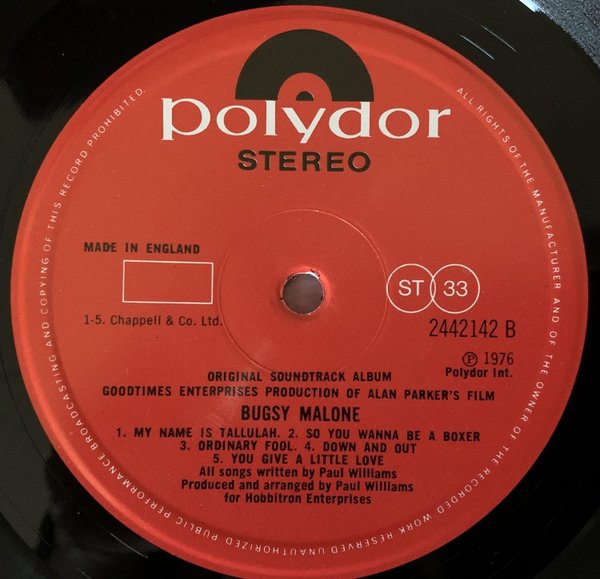 polydor
STEREO
MADE IN ENGLAND
1-5. Chappell & Co. Ltd.
ST 33
2442142 B
Ⓟ 1976
Polydor Int.
ORIGINAL SOUNDTRACK ALBUM
GOODTIMES ENTERPRISES PRODUCTION OF ALAN PARKER'S FILM
BUGSY MALONE
1. MY NAME IS TALLULAH. 2. SO YOU WANNA BE A BOXER
3. ORDINARY FOOL. 4. DOWN AND OUT
5. YOU GIVE A LITTLE LOVE
All songs written by Paul Williams
Produced and arranged by Paul Williams
for Hobbitron Enterprises
ALL RIGHTS OF THE MANUFACTURER AND OF THE OWNER OF THE RECORDED WORK RESERVED UNAUTHORIZED PUBLIC PERFORMANCE BROADCASTING AND COPYING OF THIS RECORD PROHIBITED.